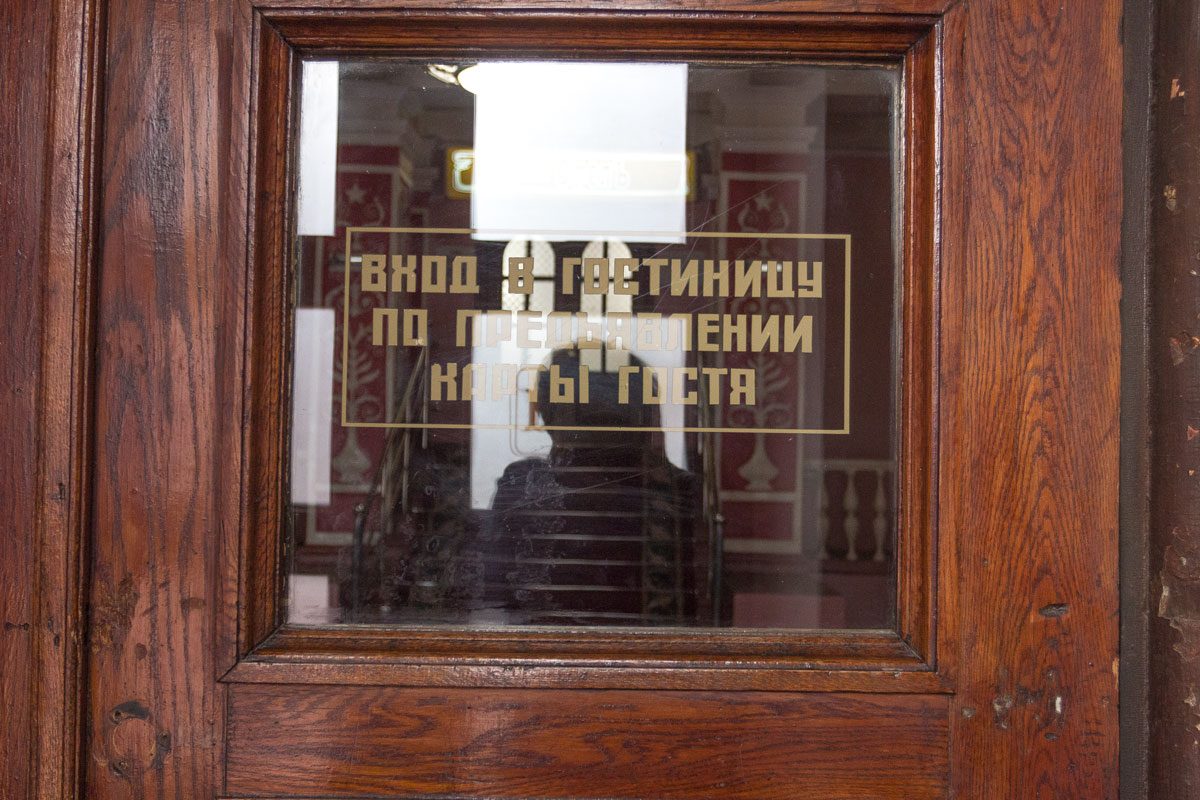 ВХОД В ГОСТИНИЦУ
ПО ПРЕДЪЯВЛЕНИИ
КАРТЫ ГОСТЯ